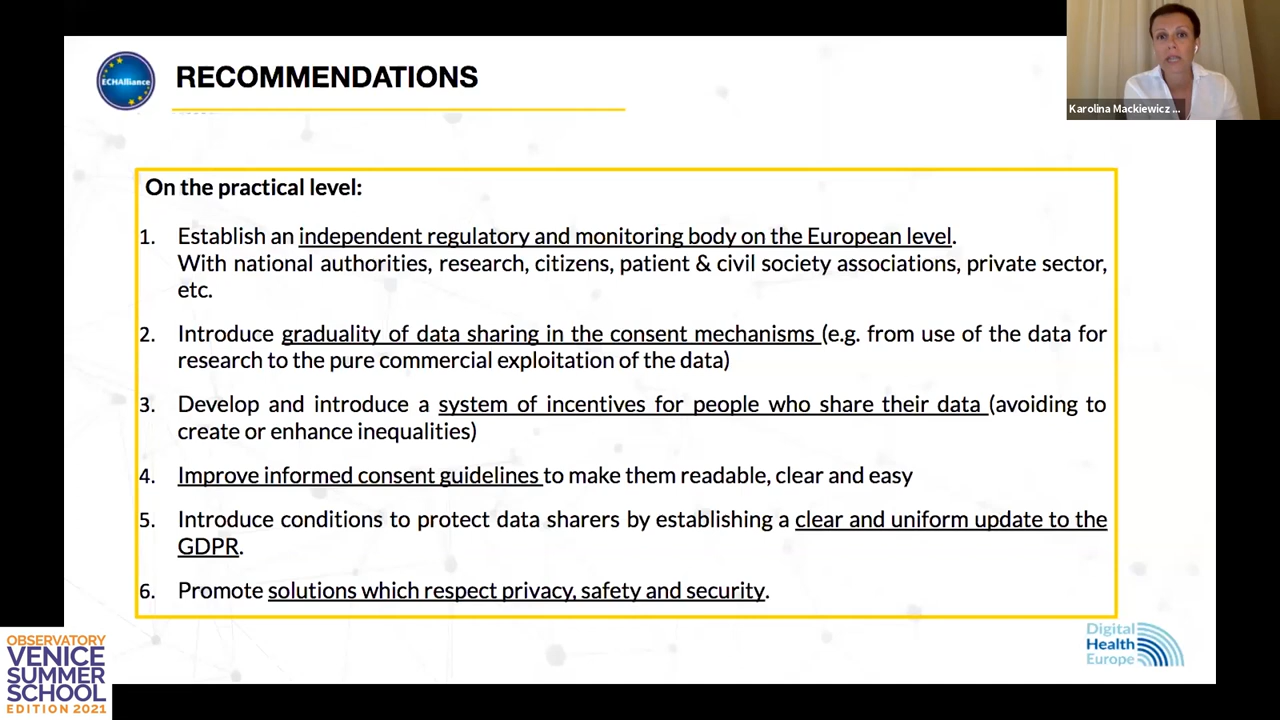 ECHAlliance
RECOMMENDATIONS
Karolina Mackiewicz ...
On the practical level:
1. Establish an independent regulatory and monitoring body on the European level.
With national authorities, research, citizens, patient & civil society associations, private sector,
etc.
2. Introduce graduality of data sharing in the consent mechanisms (e.g. from use of the data for
research to the pure commercial exploitation of the data)
3. Develop and introduce a system of incentives for people who share their data (avoiding to
create or enhance inequalities)
4. Improve informed consent guidelines to make them readable, clear and easy
5. Introduce conditions to protect data sharers by establishing a clear and uniform update to the
GDPR.
6. Promote solutions which respect privacy, safety and security.
Digital
Health
Europe
OBSERVATORY
VENICE
SUMMER
SCHOOL
EDITION 2021